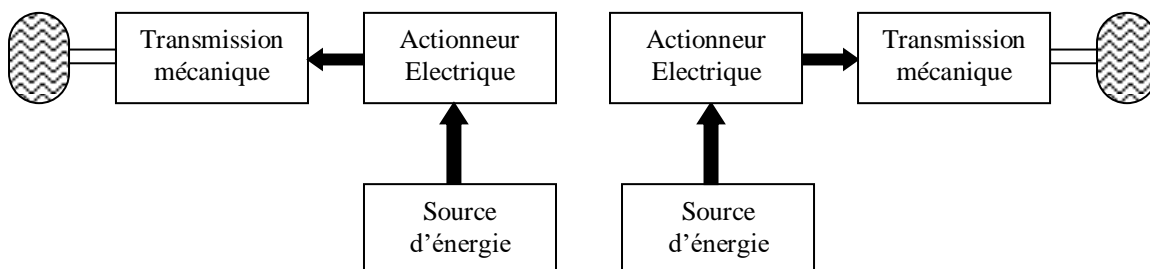 Transmission
mécanique
Actionneur
Electrique
Actionneur
Electrique
Transmission
mécanique
Source
d’énergie
Source
d’énergie